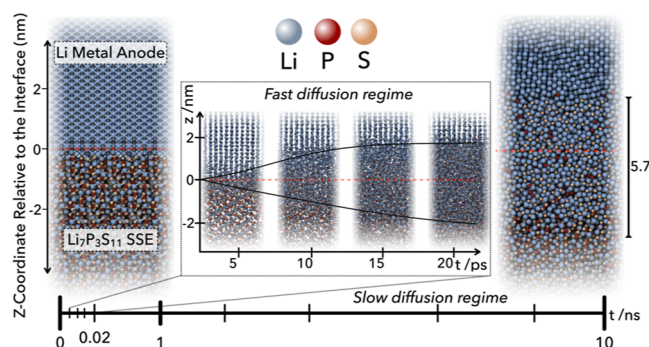 Li P S
Z-Coordinate Relative to the Interface (nm)
2
0
-2
Li Metal Anode
Li₇P₃S₁₁ SSE
Fast diffusion regime
z/nm
2
0
-2
5 10 15 20 t /ps
5.7
Slow diffusion regime
t /ns
0 0.02 1 10